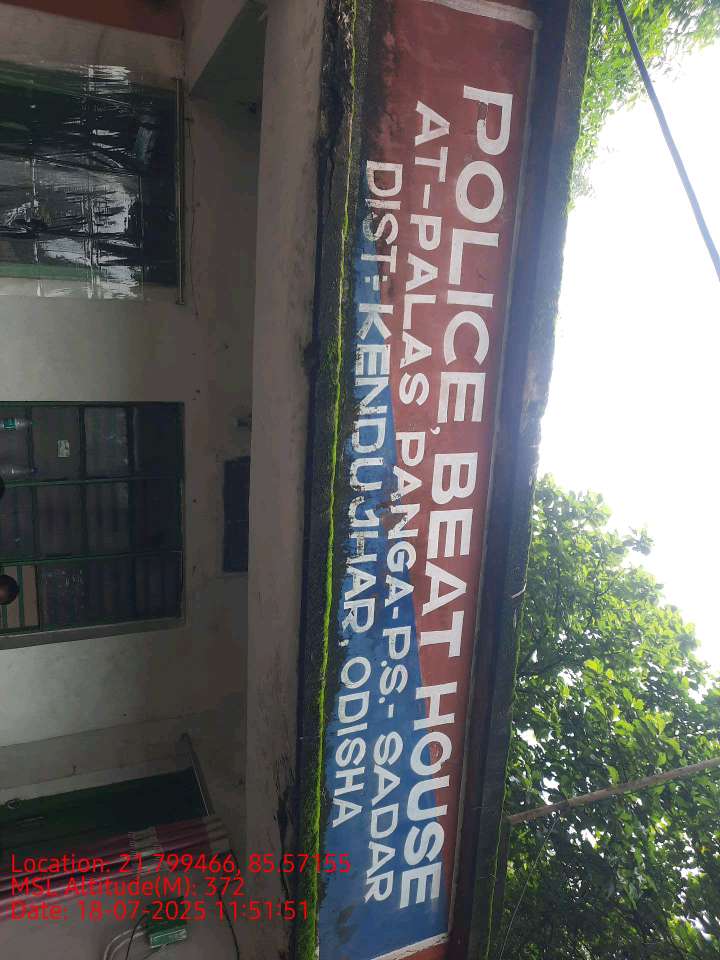 POLICE, BEAT HOUSE
AT-PALAS PANGA-P.S.-SADAR
DIST:-KENDUJHAR, ODISHA
Location: 21.799466, 85.57155
MSL Altitude(M): 372
Date: 18-07-2025 11:51:51